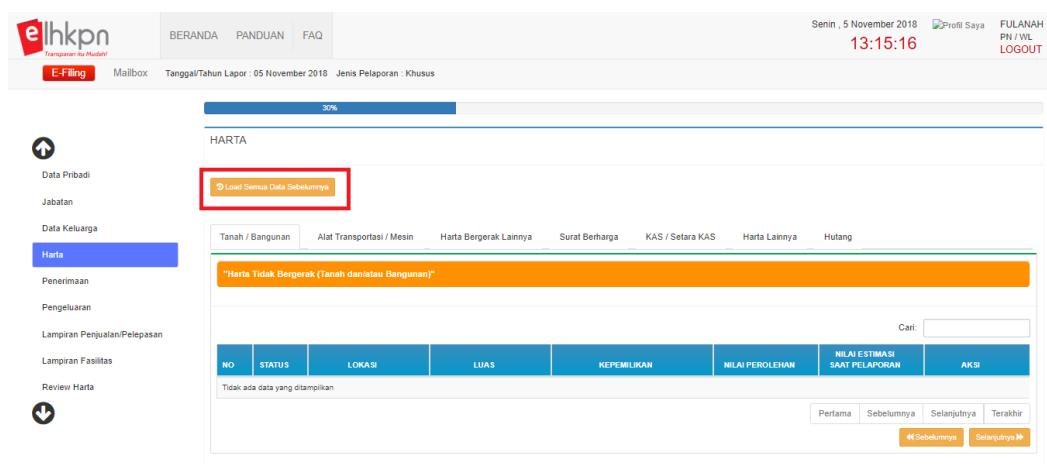 elhkpn
Transparan itu Mudah!
BERANDA PANDUAN FAQ
Senin , 5 November 2018
13:15:16
Profil Saya
FULANAH
PN / WL
LOGOUT
E-Filing Mailbox Tanggal/Tahun Lapor : 05 November 2018 Jenis Pelaporan : Khusus
30%
HARTA
Load Semua Data Sebelumnya
Data Pribadi
Jabatan
Data Keluarga
Harta
Penerimaan
Pengeluaran
Lampiran Penjualan/Pelepasan
Lampiran Fasilitas
Review Harta
Tanah / Bangunan Alat Transportasi / Mesin Harta Bergerak Lainnya Surat Berharga KAS / Setara KAS Harta Lainnya Hutang
"Harta Tidak Bergerak (Tanah dan/atau Bangunan)"
Cari:
NO STATUS LOKASI LUAS KEPEMILIKAN NILAI PEROLEHAN NILAI ESTIMASI SAAT PELAPORAN AKSI
Tidak ada data yang ditampilkan
Pertama Sebelumnya Selanjutnya Terakhir
Sebelumnya Selanjutnya